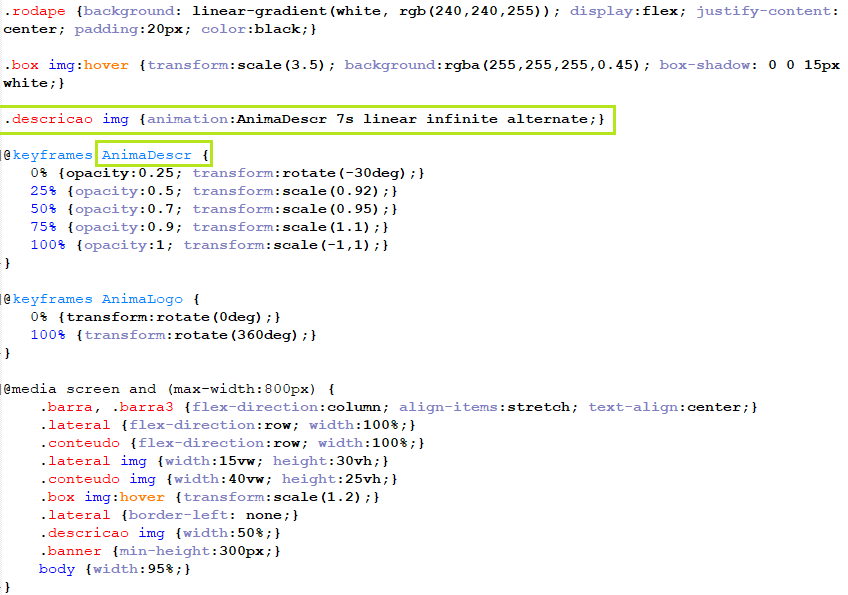 .rodape {background: linear-gradient(white, rgb(240,240,255)); display:flex; justify-content:
center; padding:20px; color:black;}
.box img:hover {transform:scale(3.5); background:rgba(255,255,255,0.45); box-shadow: 0 0 15px
white;}
.descricao img {animation:AnimaDescr 7s linear infinite alternate;}
@keyframes AnimaDescr {
0% {opacity:0.25; transform:rotate(-30deg);}
25% {opacity:0.5; transform:scale(0.92);}
50% {opacity:0.7; transform:scale(0.95);}
75% {opacity:0.9; transform:scale(1.1);}
100% {opacity:1; transform:scale(-1,1);}
}
@keyframes AnimaLogo {
0% {transform:rotate(0deg);}
100% {transform:rotate(360deg);}
}
@media screen and (max-width:800px) {
.barra, .barra3 {flex-direction:column; align-items:stretch; text-align:center;}
.lateral {flex-direction:row; width:100%;}
.conteudo {flex-direction:row; width:100%;}
.lateral img {width:15vw; height:30vh;}
.conteudo img {width:40vw; height:25vh;}
.box img:hover {transform:scale(1.2);}
.lateral {border-left: none;}
.descricao img {width:50%;}
.banner {min-height:300px;}
body {width:95%;}
}